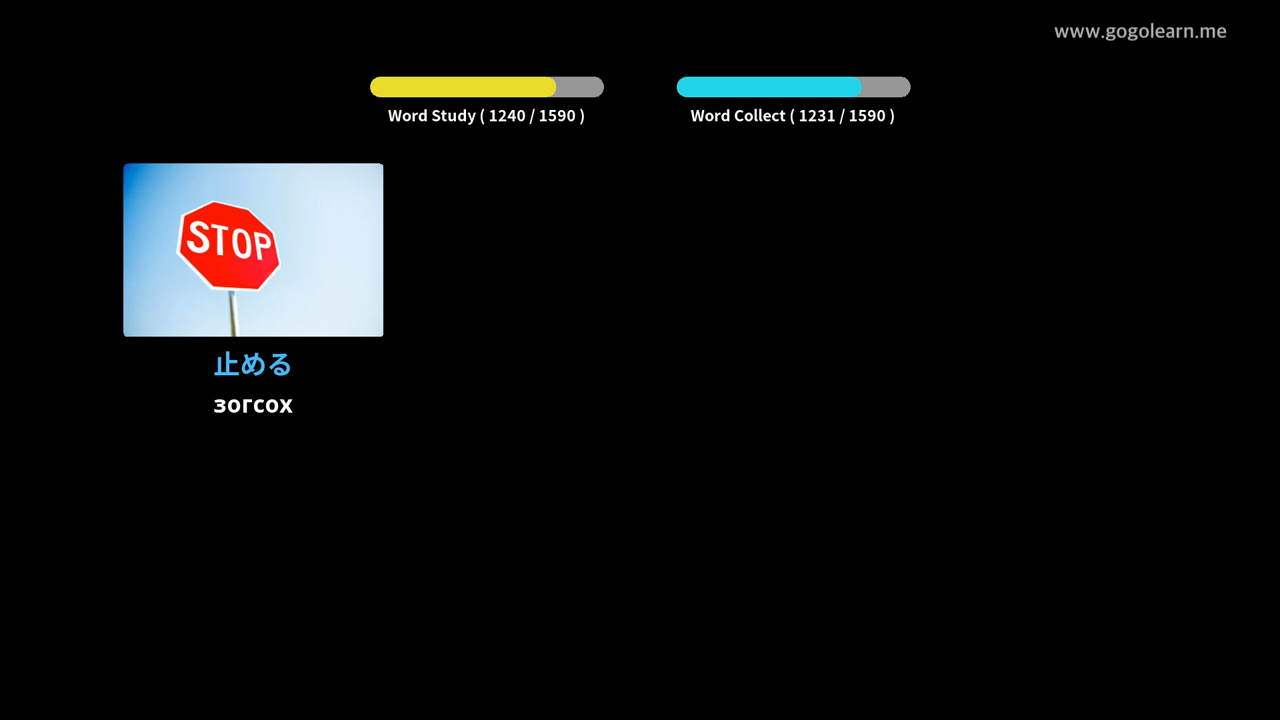 www.gogolearn.me
Word Study ( 1240 / 1590 )
Word Collect ( 1231 / 1590 )
STOP
止める
зогсох